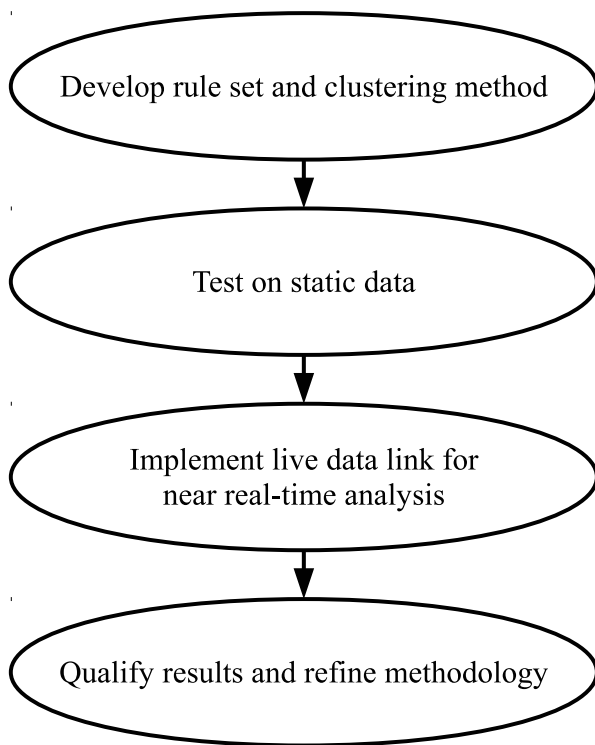 Develop rule set and clustering method
Test on static data
Implement live data link for
near real-time analysis
Qualify results and refine methodology